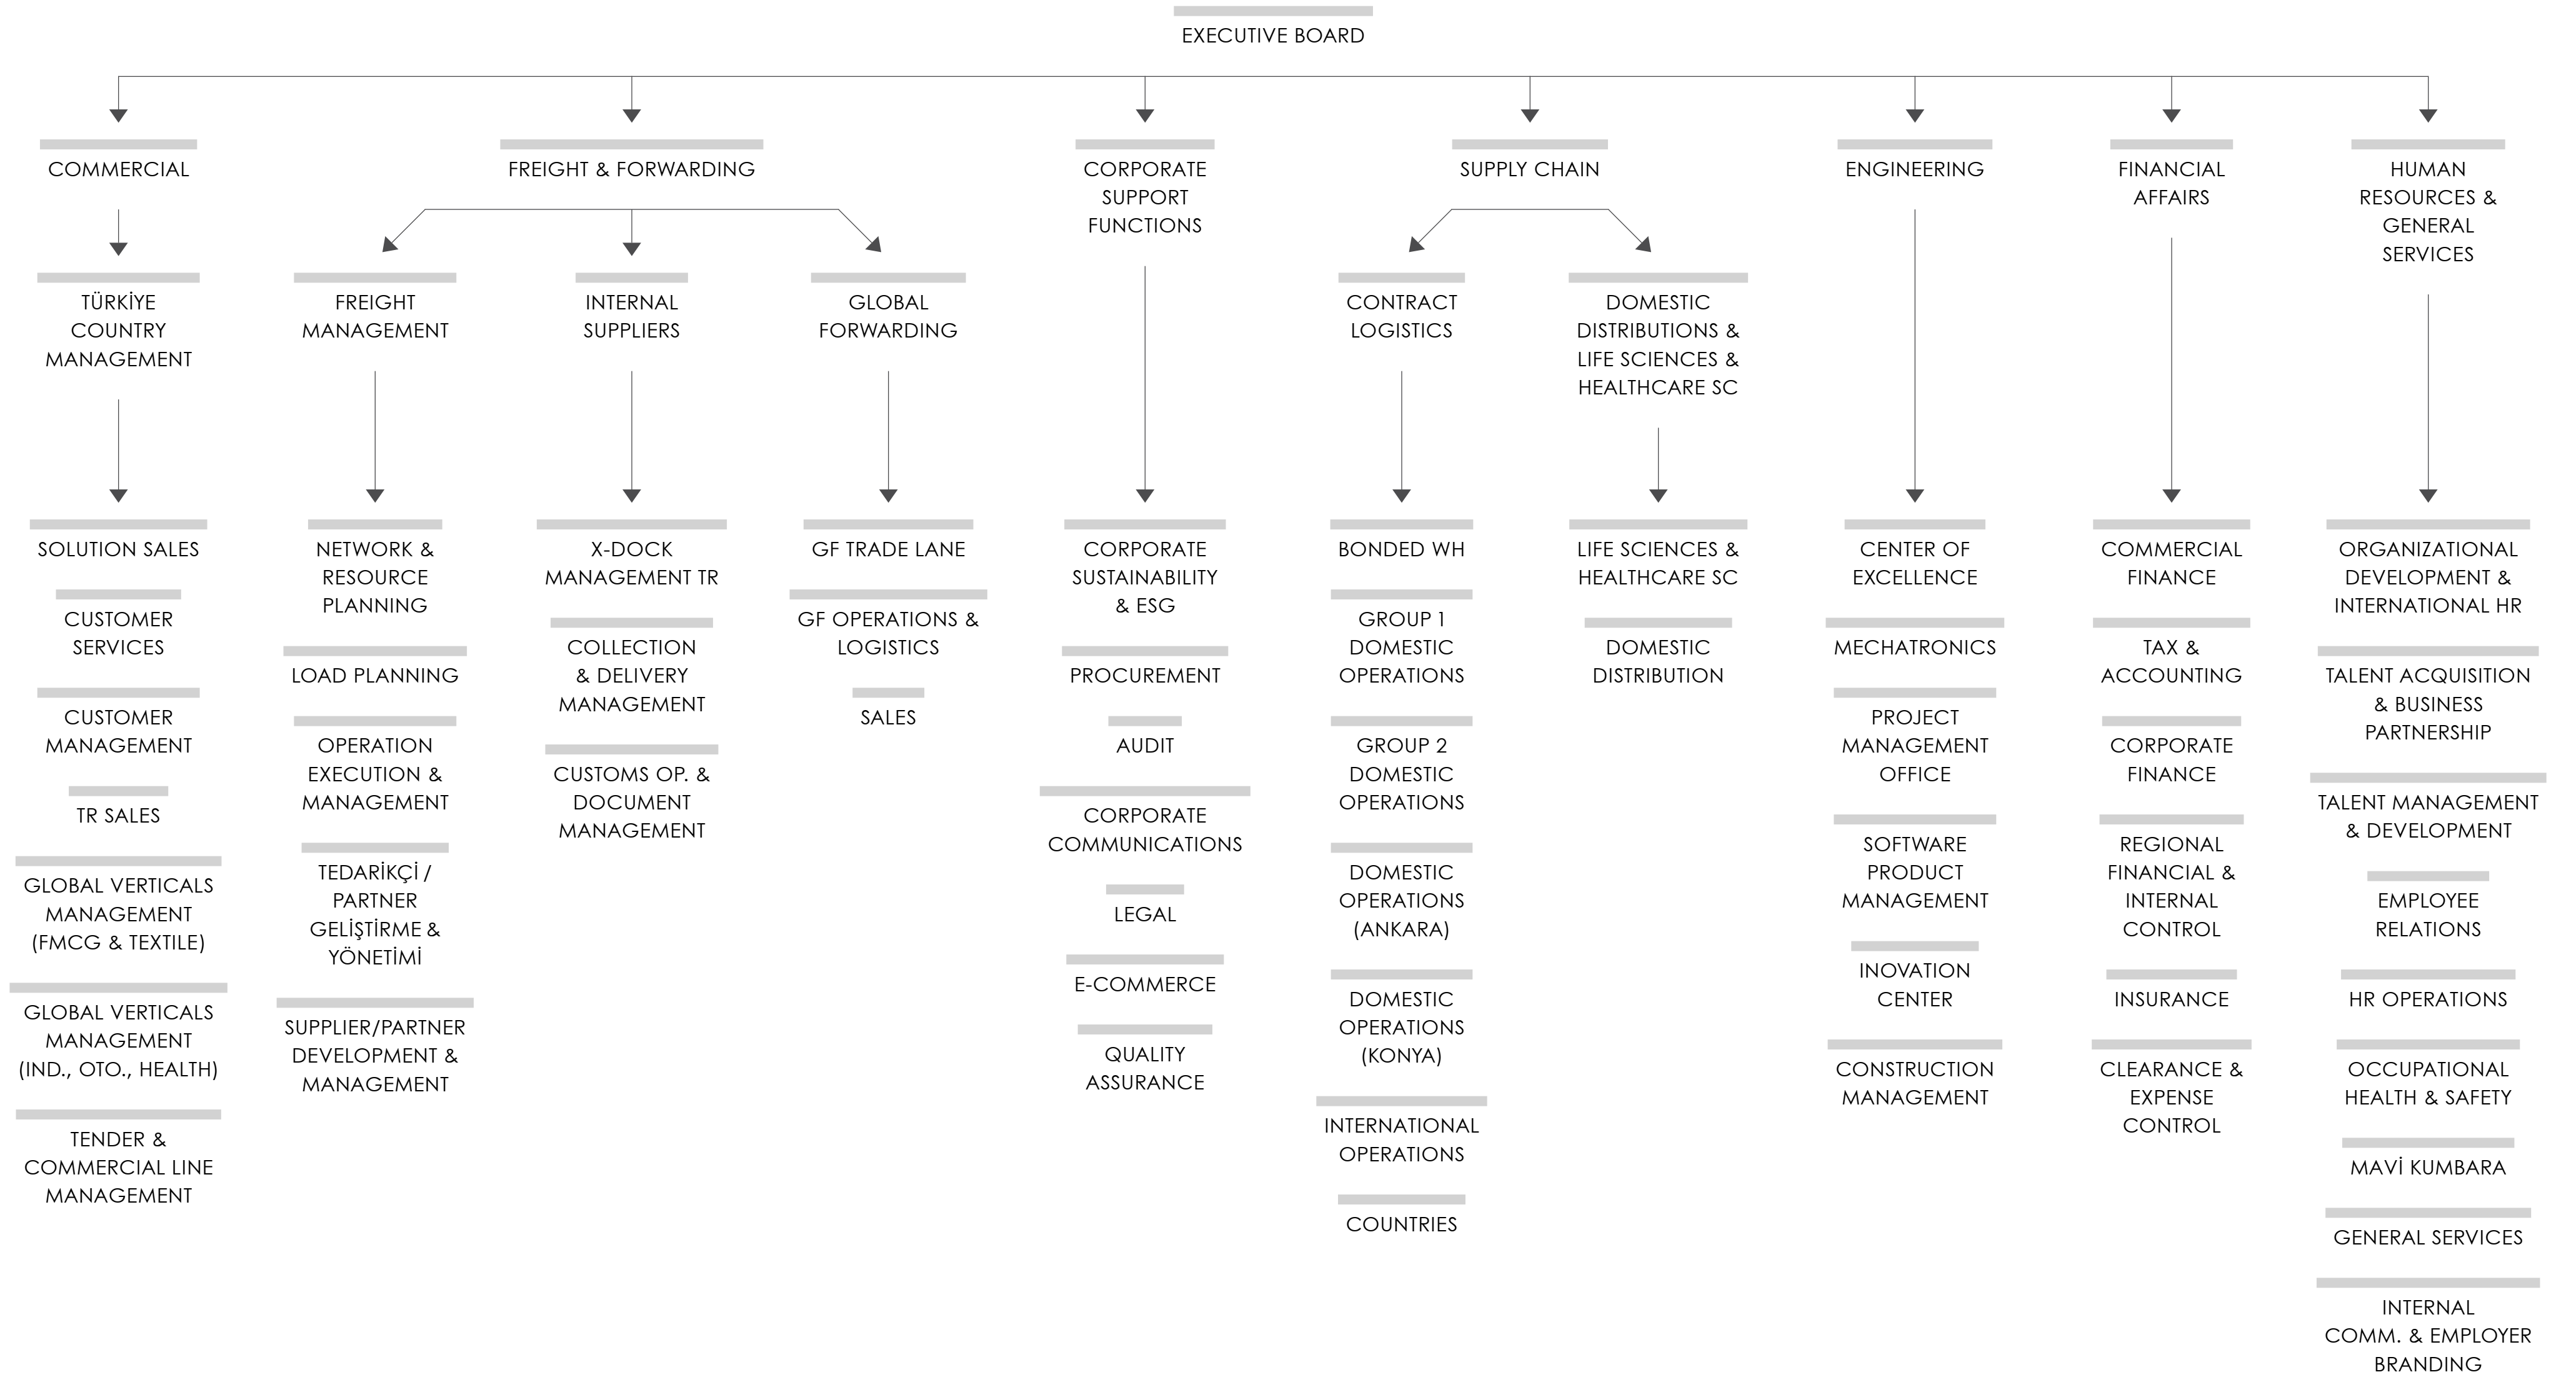 EXECUTIVE BOARD
COMMERCIAL
FREIGHT & FORWARDING
CORPORATE
SUPPORT
FUNCTIONS
SUPPLY CHAIN
ENGINEERING
FINANCIAL
AFFAIRS
HUMAN
RESOURCES &
GENERAL
SERVICES
TÜRKİYE
COUNTRY
MANAGEMENT
FREIGHT
MANAGEMENT
INTERNAL
SUPPLIERS
GLOBAL
FORWARDING
CONTRACT
LOGISTICS
DOMESTIC
DISTRIBUTIONS &
LIFE SCIENCES &
HEALTHCARE SC
SOLUTION SALES
CUSTOMER
SERVICES
CUSTOMER
MANAGEMENT
TR SALES
GLOBAL VERTICALS
MANAGEMENT
(FMCG & TEXTILE)
GLOBAL VERTICALS
MANAGEMENT
(IND., OTO., HEALTH)
TENDER &
COMMERCIAL LINE
MANAGEMENT
NETWORK &
RESOURCE
PLANNING
LOAD PLANNING
OPERATION
EXECUTION &
MANAGEMENT
TEDARİKÇİ /
PARTNER
GELİŞTİRME &
YÖNETİMİ
SUPPLIER/PARTNER
DEVELOPMENT &
MANAGEMENT
X-DOCK
MANAGEMENT TR
COLLECTION
& DELIVERY
MANAGEMENT
CUSTOMS OP. &
DOCUMENT
MANAGEMENT
GF TRADE LANE
GF OPERATIONS &
LOGISTICS
SALES
CORPORATE
SUSTAINABILITY
& ESG
PROCUREMENT
AUDIT
CORPORATE
COMMUNICATIONS
LEGAL
E-COMMERCE
QUALITY
ASSURANCE
BONDED WH
GROUP 1
DOMESTIC
OPERATIONS
GROUP 2
DOMESTIC
OPERATIONS
DOMESTIC
OPERATIONS
(ANKARA)
DOMESTIC
OPERATIONS
(KONYA)
INTERNATIONAL
OPERATIONS
COUNTRIES
LIFE SCIENCES &
HEALTHCARE SC
DOMESTIC
DISTRIBUTION
CENTER OF
EXCELLENCE
MECHATRONICS
PROJECT
MANAGEMENT
OFFICE
SOFTWARE
PRODUCT
MANAGEMENT
INOVATION
CENTER
CONSTRUCTION
MANAGEMENT
COMMERCIAL
FINANCE
TAX &
ACCOUNTING
CORPORATE
FINANCE
REGIONAL
FINANCIAL &
INTERNAL
CONTROL
INSURANCE
CLEARANCE &
EXPENSE
CONTROL
ORGANIZATIONAL
DEVELOPMENT &
INTERNATIONAL HR
TALENT ACQUISITION
& BUSINESS
PARTNERSHIP
TALENT MANAGEMENT
& DEVELOPMENT
EMPLOYEE
RELATIONS
HR OPERATIONS
OCCUPATIONAL
HEALTH & SAFETY
MAVİ KUMBARA
GENERAL SERVICES
INTERNAL
COMM. & EMPLOYER
BRANDING